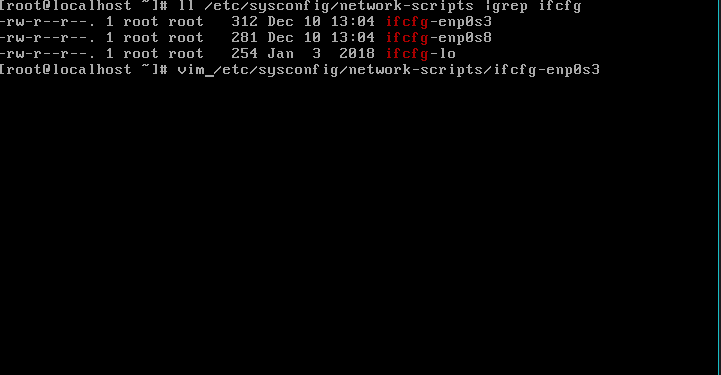 [root@localhost ~]# ll /etc/sysconfig/network-scripts |grep ifcfg
-rw-r--r--. 1 root root   312 Dec 10 13:04 ifcfg-enp0s3
-rw-r--r--. 1 root root   281 Dec 10 13:04 ifcfg-enp0s8
-rw-r--r--. 1 root root   254 Jan  3  2018 ifcfg-lo
[root@localhost ~]# vim_/etc/sysconfig/network-scripts/ifcfg-enp0s3